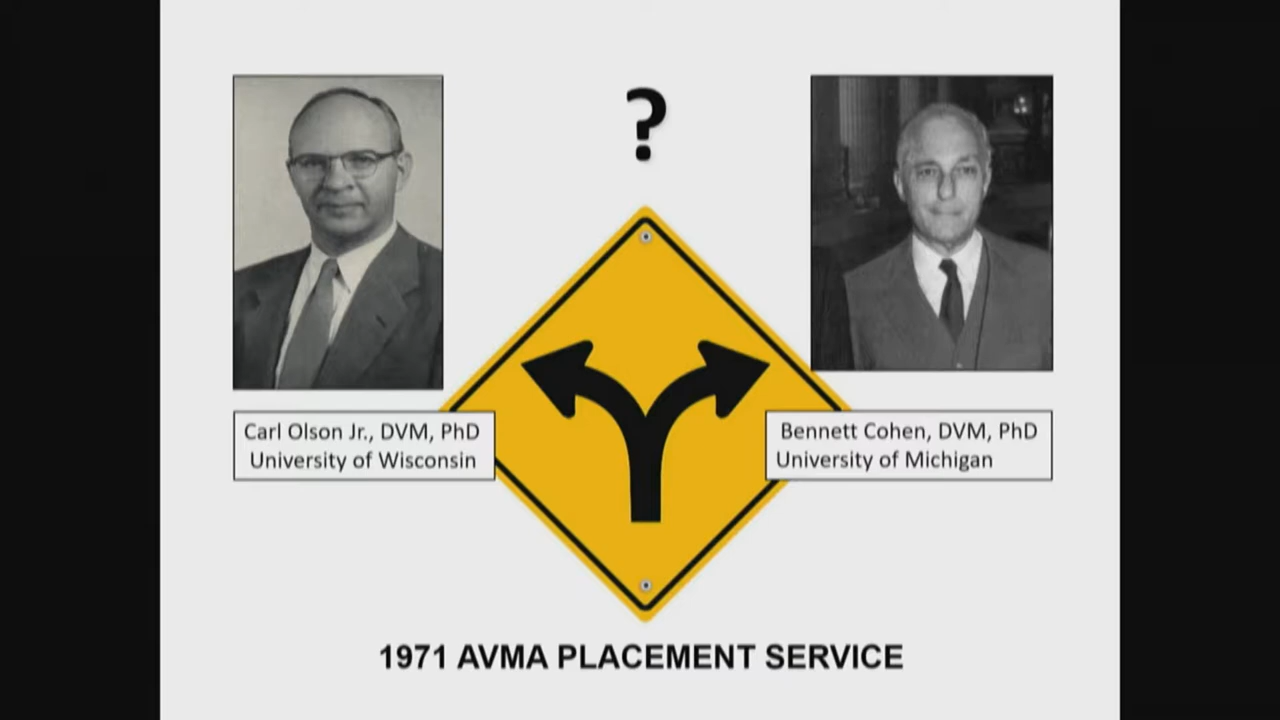 ?
Carl Olson Jr., DVM, PhD
University of Wisconsin
Bennett Cohen, DVM, PhD
University of Michigan
1971 AVMA PLACEMENT SERVICE